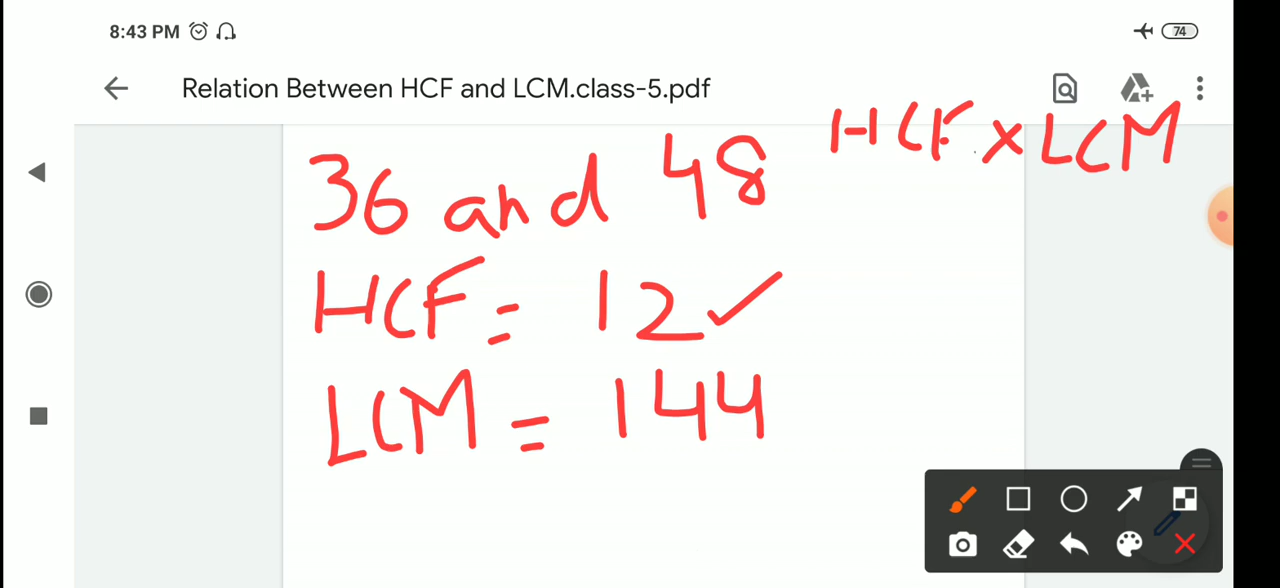 8:43 PM 74
Relation Between HCF and LCM.class-5.pdf
HCF x LCM
36 and 48
HCF = 12 ✓
LCM = 144